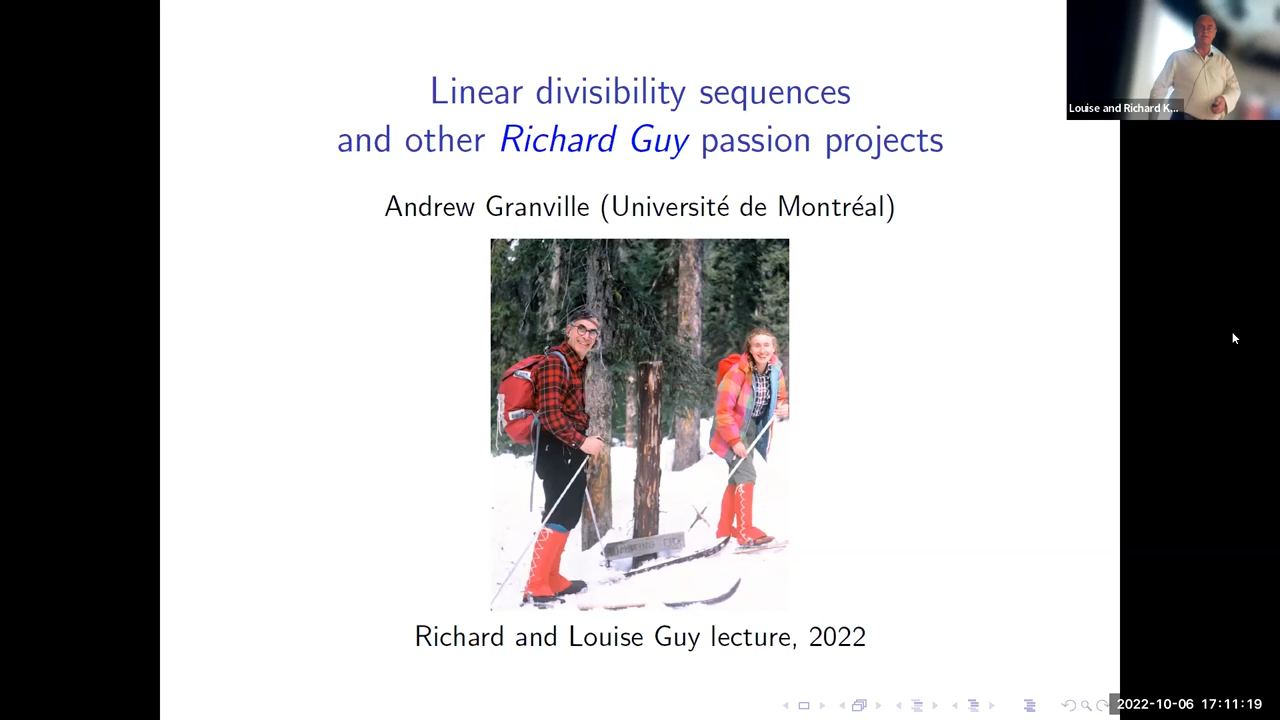 Linear divisibility sequences
and other Richard Guy passion projects
Andrew Granville (Université de Montréal)
Richard and Louise Guy lecture, 2022
Louise and Richard K...
2022-10-06 17:11:19